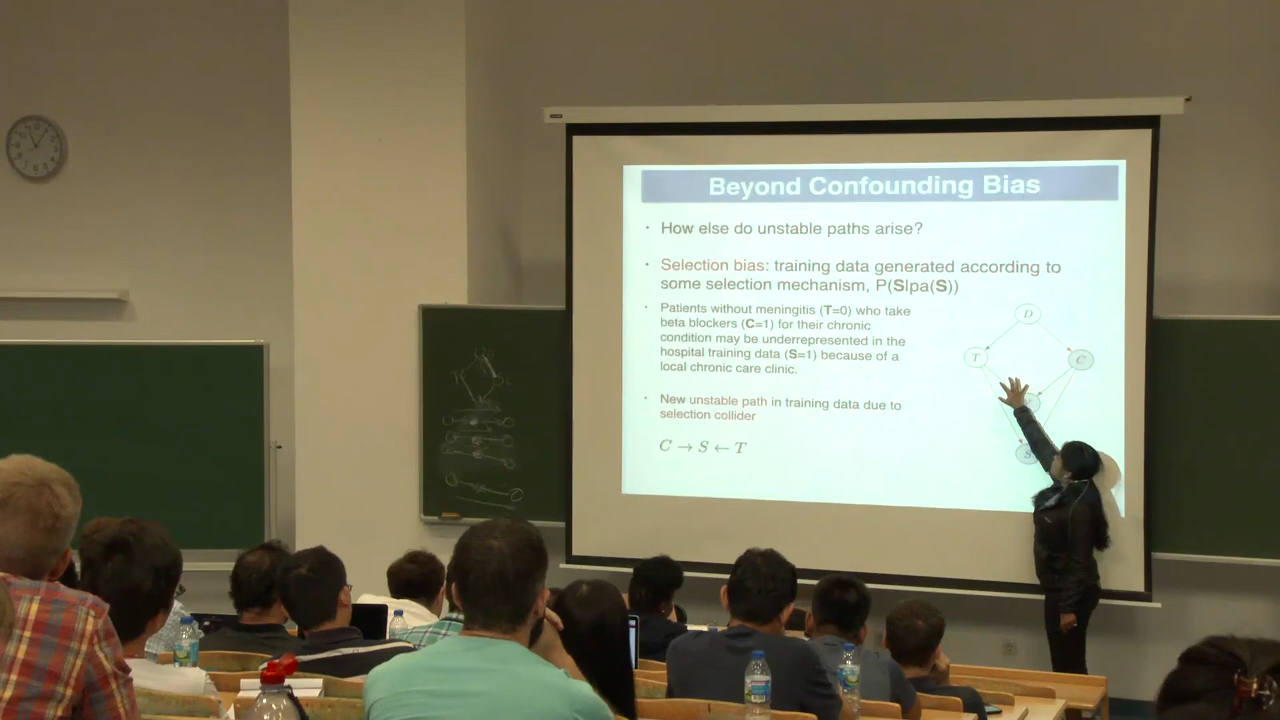 Beyond Confounding Bias
· How else do unstable paths arise?
· Selection bias: training data generated according to
some selection mechanism, P(S|pa(S))
· Patients without meningitis (T=0) who take
beta blockers (C=1) for their chronic
condition may be underrepresented in the
hospital training data (S=1) because of a
local chronic care clinic.
· New unstable path in training data due to
selection collider
C → S ← T
D
T
C
S